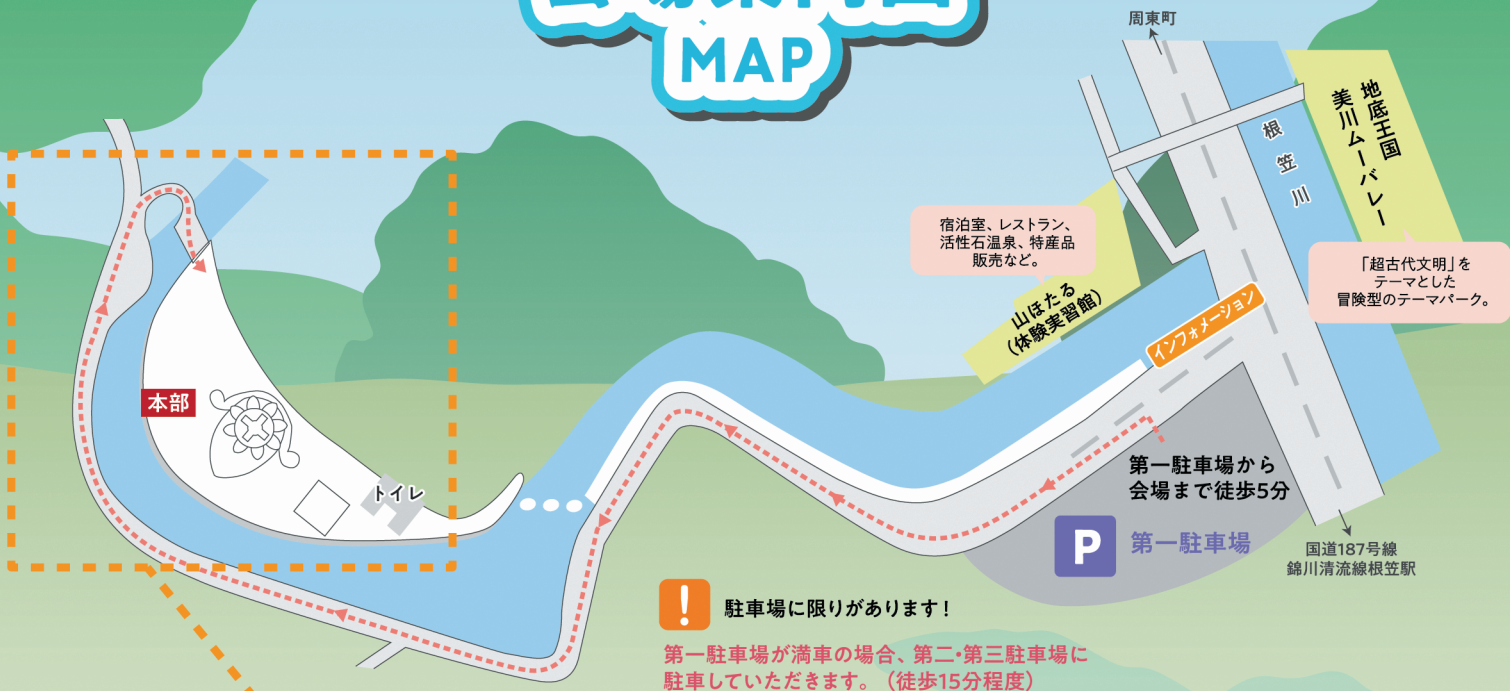 MAP
周東町
根笠川
地底王国
美川ムーバレー
「超古代文明」を
テーマとした
冒険型のテーマパーク。
宿泊室、レストラン、
活性石温泉、特産品
販売など。
山ほたる
（体験実習館）
インフォメーション
本部
トイレ
第一駐車場から
会場まで徒歩5分
P 第一駐車場
国道187号線
錦川清流線根笠駅
! 駐車場に限りがあります！
第一駐車場が満車の場合、第二・第三駐車場に
駐車していただきます。（徒歩15分程度）